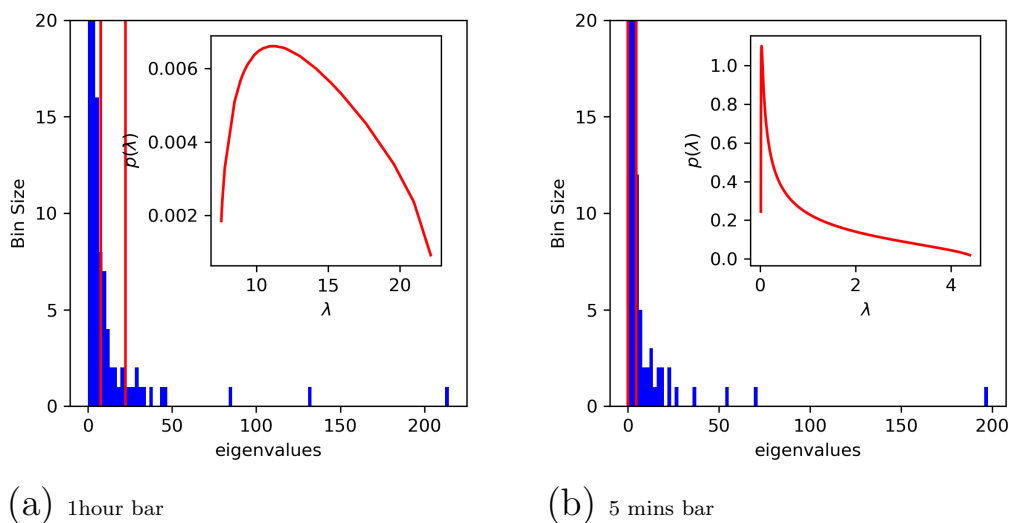 20
15
10
5
0
Bin Size
0 50 100 150 200
eigenvalues
0.006
0.004
0.002
p(λ)
10 15 20
λ
(a) 1hour bar
20
15
10
5
0
Bin Size
0 50 100 150 200
eigenvalues
1.0
0.8
0.6
0.4
0.2
0.0
p(λ)
0 2 4
λ
(b) 5 mins bar